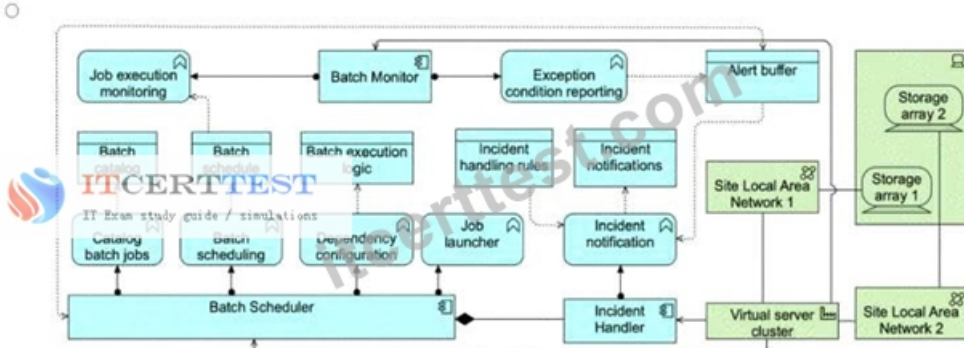 Job execution
monitoring
Batch Monitor
Exception
condition reporting
Alert buffer
Storage
array 2
Batch
catalog
Batch
schedule
Batch execution
logic
Incident
handling rules
Incident
notifications
Site Local Area
Network 1
Storage
array 1
ITCERTTEST
IT Exam study guide / simulations
itcerttest.com
Catalog
batch jobs
Batch
scheduling
Dependency
configuration
Job
launcher
Incident
notification
Batch Scheduler
Incident
Handler
Virtual server
cluster
Site Local Area
Network 2